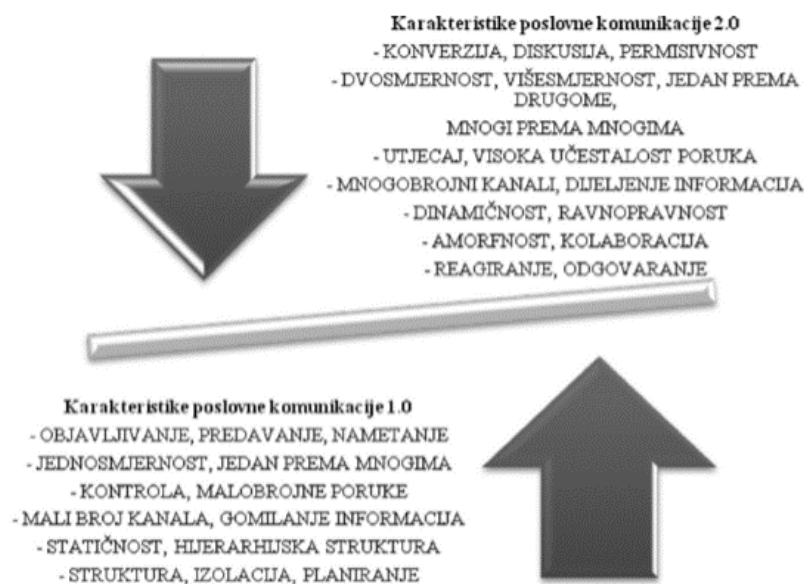 Karakteristike poslovne komunikacije 2.0
- KONVERZIJA, DISKUSIJA, PERMISIVNOST
- DVOSMJERNOST, VIŠESMJERNOST, JEDAN PREMA
DRUGOME,
MNOGI PREMA MNOGIMA
- UTJECAJ, VISOKA UČESTALOST PORUKA
- MNOGOBROJNI KANALI, DIJELJENJE INFORMACIJA
- DINAMIČNOST, RAVNOPRAVNOST
- AMORFNOST, KOLABORACIJA
- REAGIRANJE, ODGOVARANJE
Karakteristike poslovne komunikacije 1.0
- OBJAVLJIVANJE, PREDAVANJE, NAMETANJE
- JEDNOSMJERNOST, JEDAN PREMA MNOGIMA
- KONTROLA, MALOBROJNE PORUKE
- MALI BROJ KANALA, GOMILANJE INFORMACIJA
- STATIČNOST, HIJERARHIJSKA STRUKTURA
- STRUKTURA, IZOLACIJA, PLANIRANJE